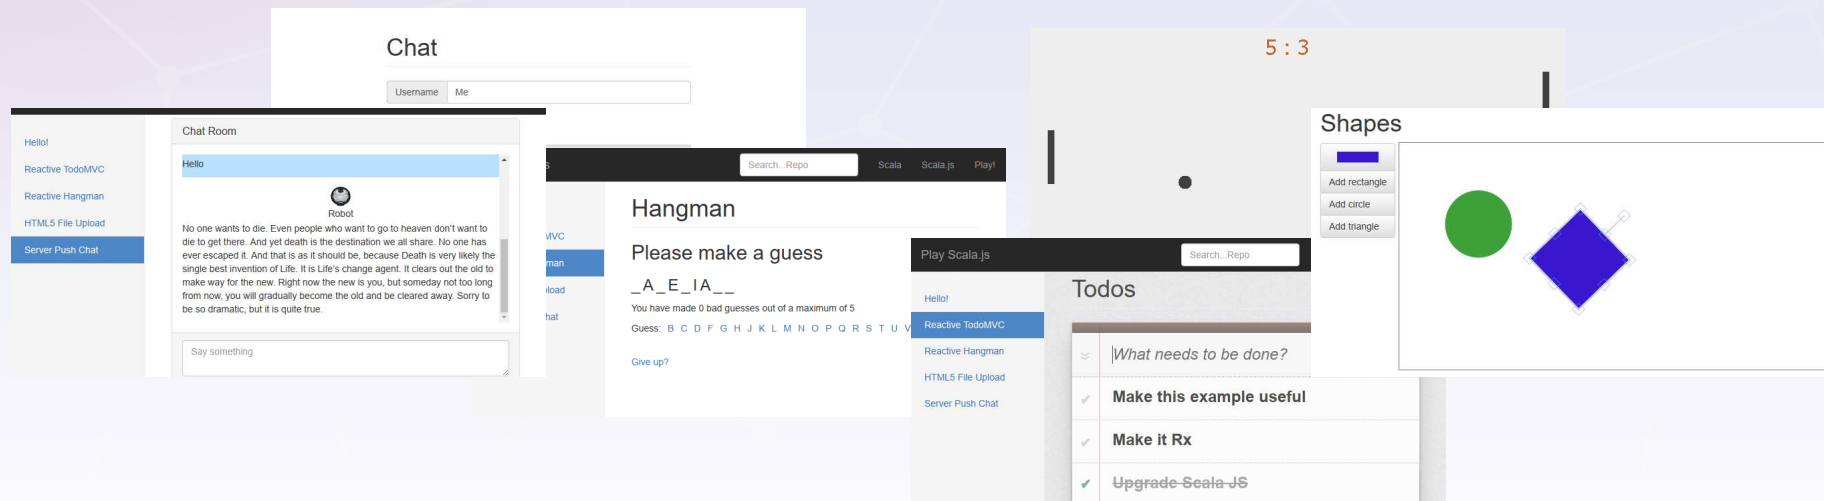 Chat
Username Me
Hello!
Reactive TodoMVC
Reactive Hangman
HTML5 File Upload
Server Push Chat
Chat Room
Hello
Robot
No one wants to die. Even people who want to go to heaven don't want to
die to get there. And yet death is the destination we all share. No one has
ever escaped it. And that is as it should be, because Death is very likely the
single best invention of Life. It is Life's change agent. It clears out the old to
make way for the new. Right now the new is you, but someday not too long
from now, you will gradually become the old and be cleared away. Sorry to
be so dramatic, but it is quite true.
Say something
s Search...Repo Scala Scala.js Play!
MVC
man
load
hat
Hangman
Please make a guess
_ A _ E _ I A _ _
You have made 0 bad guesses out of a maximum of 5
Guess: B C D F G H J K L M N O P Q R S T U V
Give up?
5 : 3
Play Scala.js Search...Repo
Hello!
Reactive TodoMVC
Reactive Hangman
HTML5 File Upload
Server Push Chat
Todos
What needs to be done?
Make this example useful
Make it Rx
Upgrade Scala JS
Shapes
Add rectangle
Add circle
Add triangle